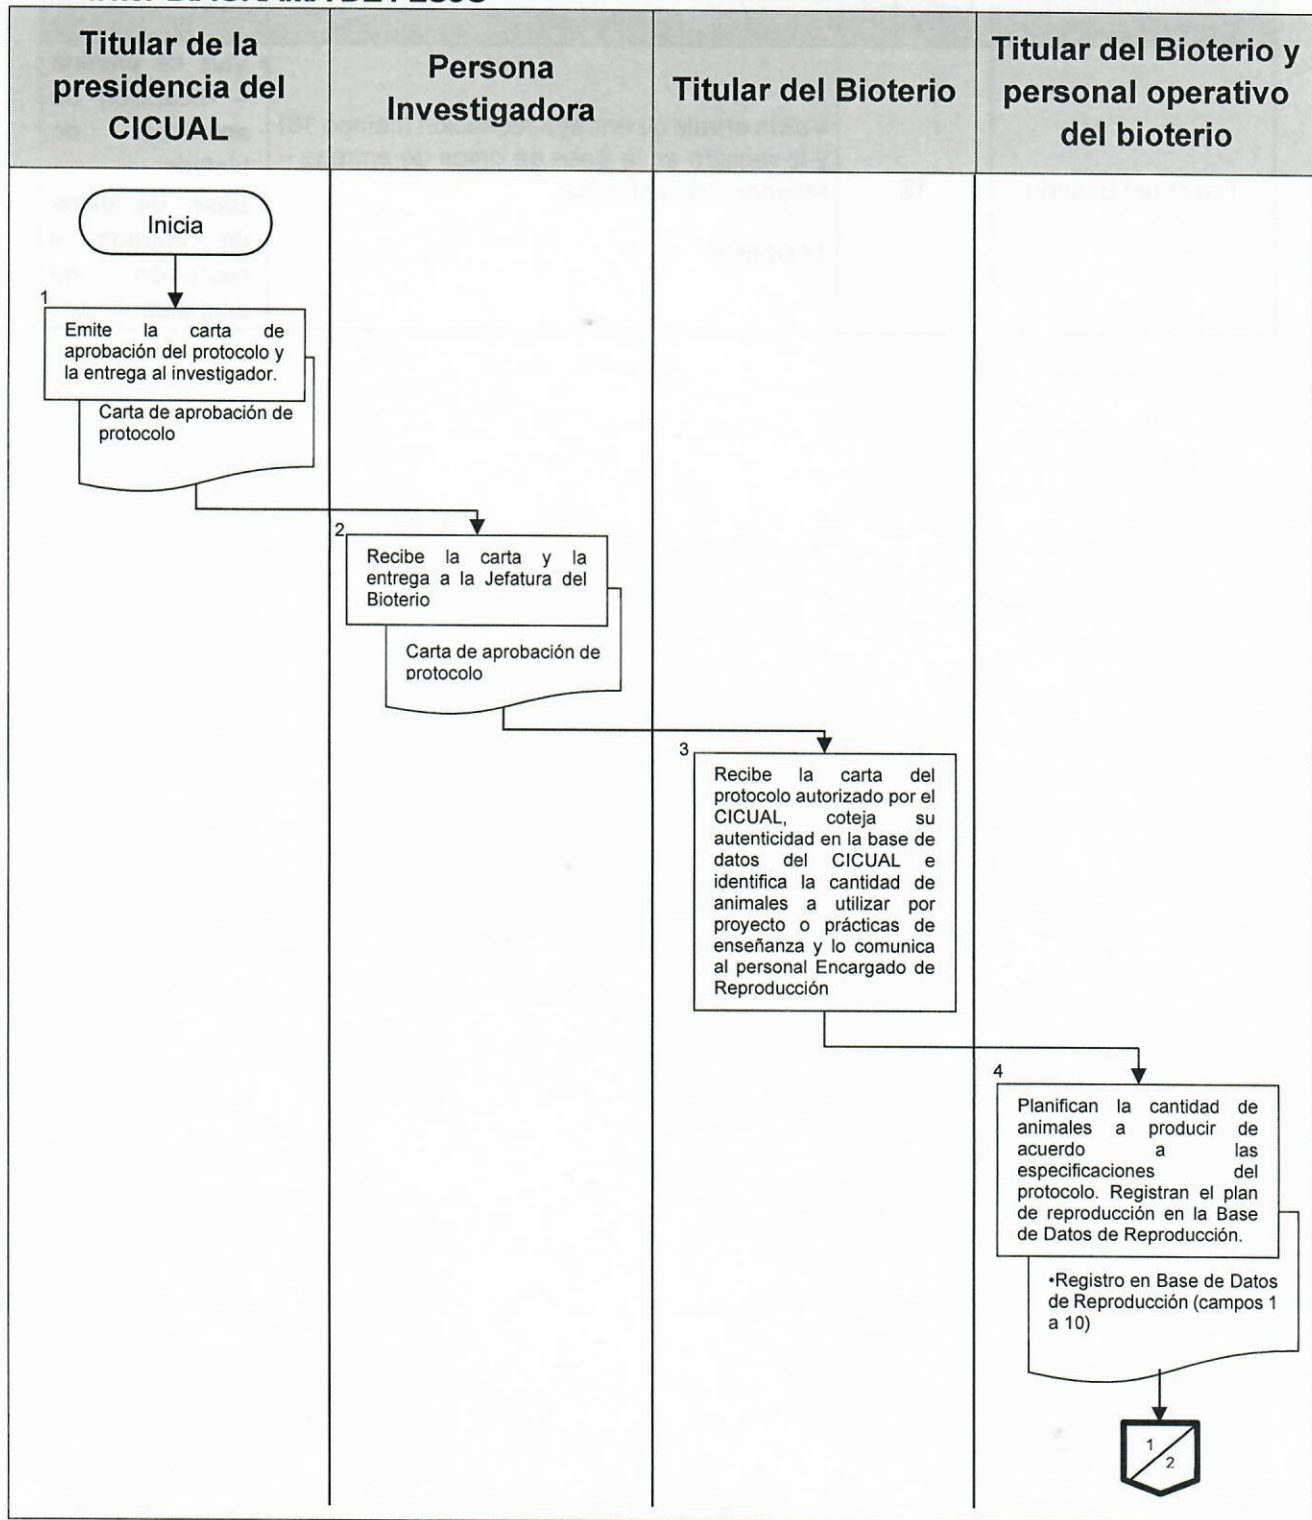 DIAGRAMA DE FLUJO
Titular de la
presidencia del
CICUAL
Persona
Investigadora
Titular del Bioterio
Titular del Bioterio y
personal operativo
del bioterio
Inicia
1
Emite la carta de
aprobación del protocolo y
la entrega al investigador.
Carta de aprobación de
protocolo
2
Recibe la carta y la
entrega a la Jefatura del
Bioterio
Carta de aprobación de
protocolo
3
Recibe la carta del
protocolo autorizado por el
CICUAL, coteja su
autenticidad en la base de
datos del CICUAL e
identifica la cantidad de
animales a utilizar por
proyecto o prácticas de
enseñanza y lo comunica
al personal Encargado de
Reproducción
4
Planifican la cantidad de
animales a producir de
acuerdo a las
especificaciones del
protocolo. Registran el plan
de reproducción en la Base
de Datos de Reproducción.
•Registro en Base de Datos
de Reproducción (campos 1
a 10)
1
2